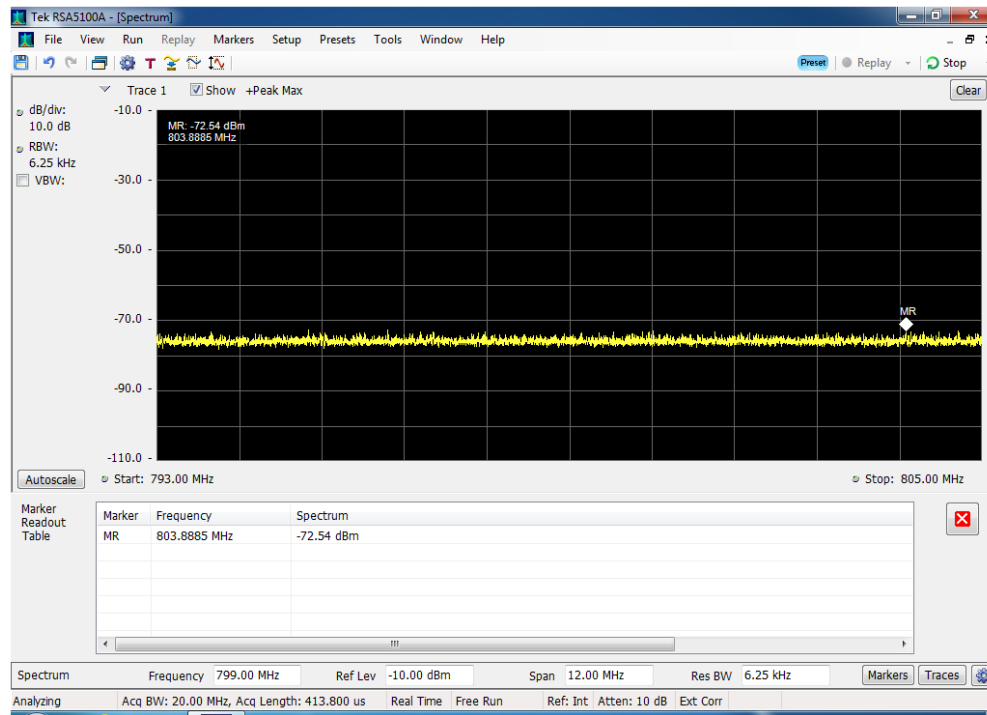 Tek RSA5100A - [Spectrum]
File View Run Replay Markers Setup Presets Tools Window Help
T Preset Replay Stop
Trace 1 Show +Peak Max Clear
dB/div:
10.0 dB
RBW:
6.25 kHz
VBW:
-10.0
-30.0
-50.0
-70.0
-90.0
-110.0
MR: -72.54 dBm
803.8885 MHz
MR
Autoscale Start: 793.00 MHz Stop: 805.00 MHz
Marker
Readout
Table
Marker Frequency Spectrum
MR 803.8885 MHz -72.54 dBm
Spectrum Frequency 799.00 MHz Ref Lev -10.00 dBm Span 12.00 MHz Res BW 6.25 kHz Markers Traces
Analyzing Acq BW: 20.00 MHz, Acq Length: 413.800 us Real Time Free Run Ref: Int Atten: 10 dB Ext Corr